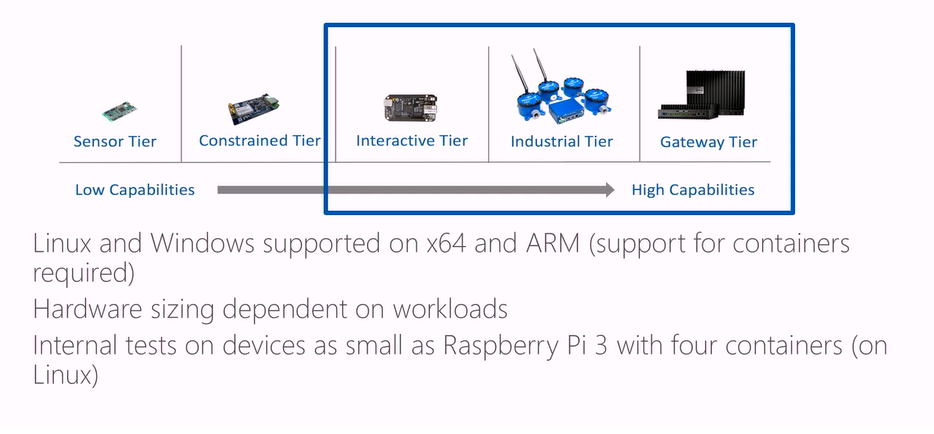 Sensor Tier
Constrained Tier
Interactive Tier
Industrial Tier
Gateway Tier
Low Capabilities
High Capabilities
Linux and Windows supported on x64 and ARM (support for containers
required)
Hardware sizing dependent on workloads
Internal tests on devices as small as Raspberry Pi 3 with four containers (on
Linux)